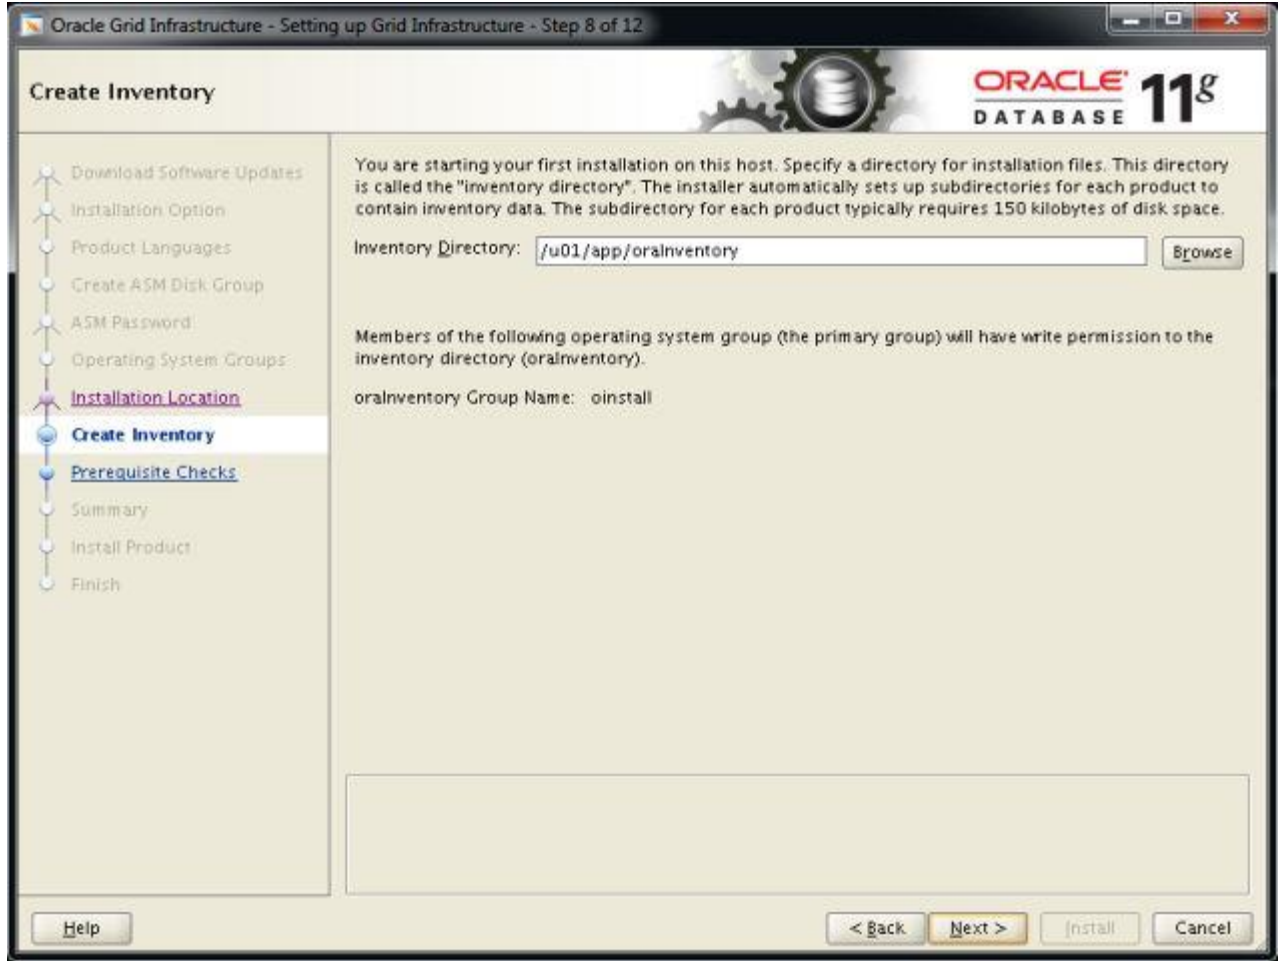 Oracle Grid Infrastructure - Setting up Grid Infrastructure - Step 8 of 12
Create Inventory
ORACLE
DATABASE
11g
Download Software Updates
Installation Option
Product Languages
Create ASM Disk Group
ASM Password
Operating System Groups
Installation Location
Create Inventory
Prerequisite Checks
Summary
Install Product
Finish
You are starting your first installation on this host. Specify a directory for installation files. This directory
is called the "inventory directory". The installer automatically sets up subdirectories for each product to
contain inventory data. The subdirectory for each product typically requires 150 kilobytes of disk space.
Inventory Directory: /u01/app/oraInventory Browse
Members of the following operating system group (the primary group) will have write permission to the
inventory directory (oraInventory).
oraInventory Group Name: oinstall
Help < Back Next > Install Cancel